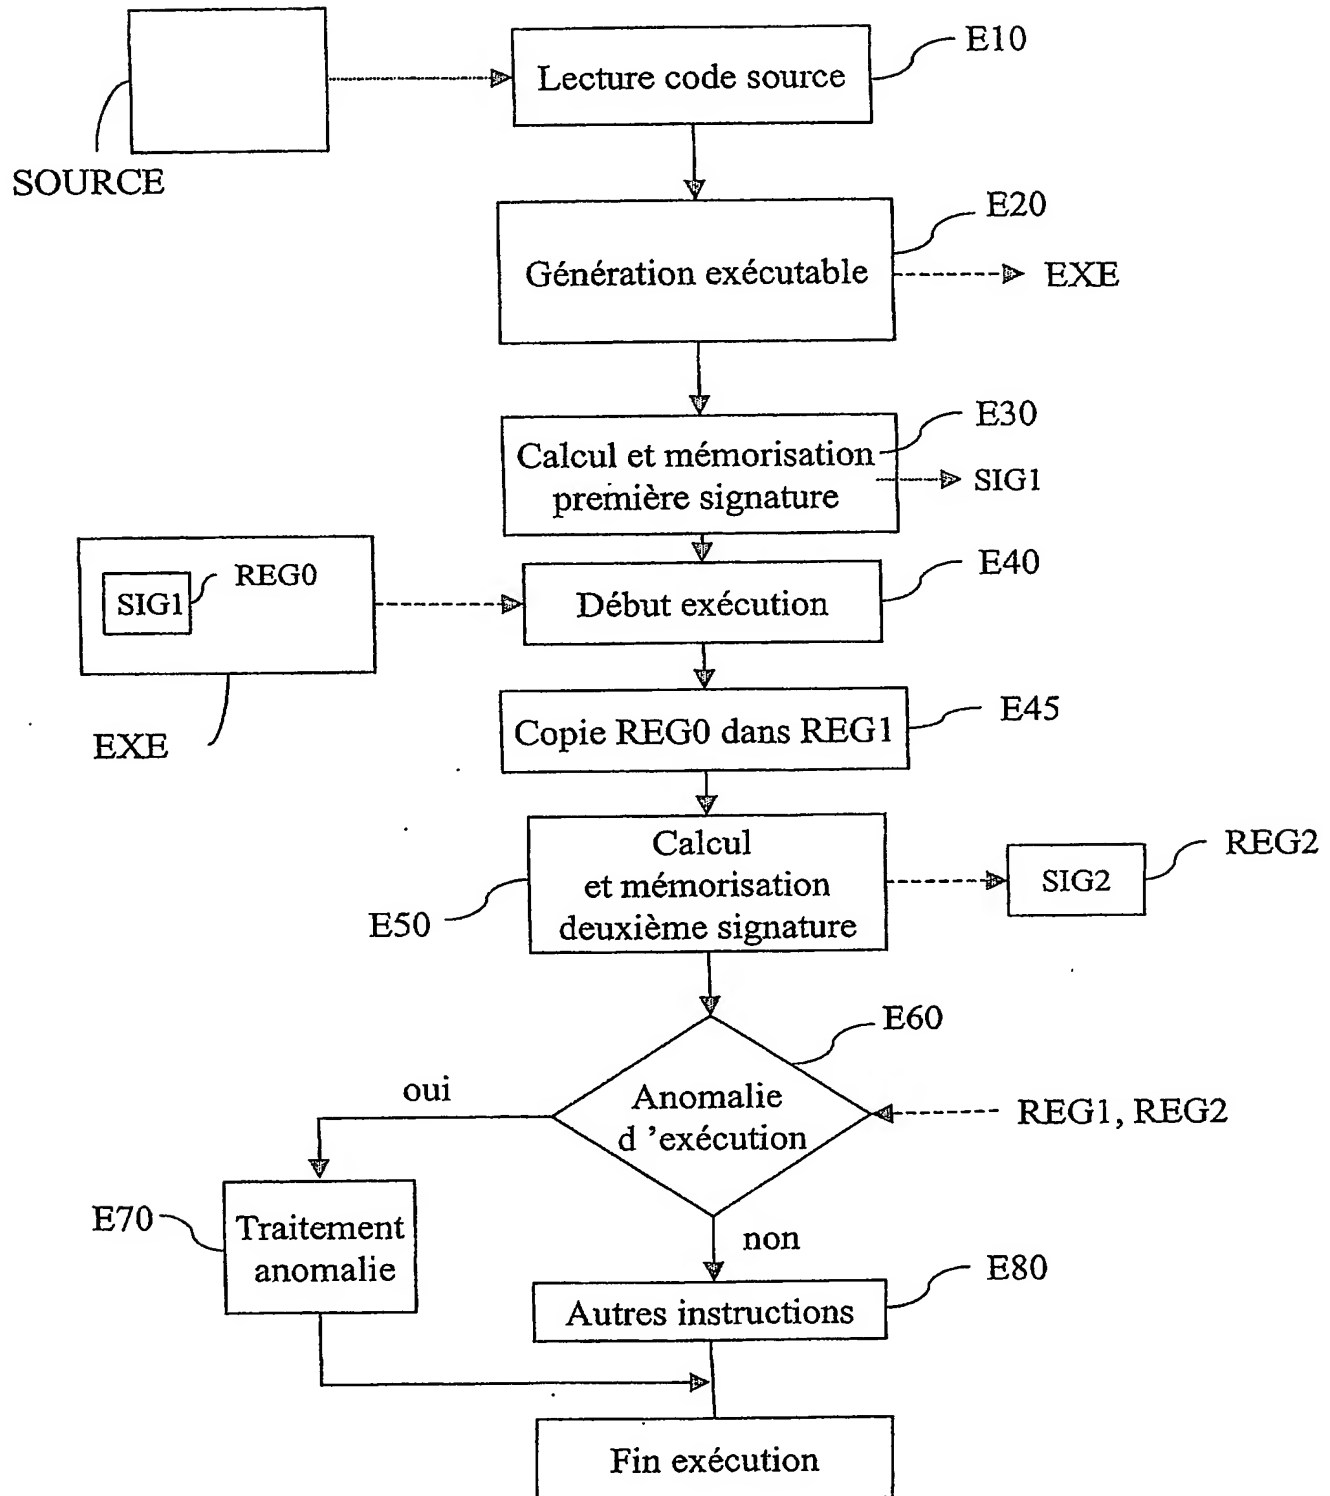 E10
Lecture code source
SOURCE
E20
Génération exécutable
EXE
E30
Calcul et mémorisation
première signature
SIG1
REG0
SIG1
E40
Début exécution
EXE
Copie REG0 dans REG1
E45
Calcul
et mémorisation
deuxième signature
E50
SIG2
REG2
E60
oui
Anomalie
d 'exécution
REG1, REG2
E70
Traitement
anomalie
non
E80
Autres instructions
Fin exécution